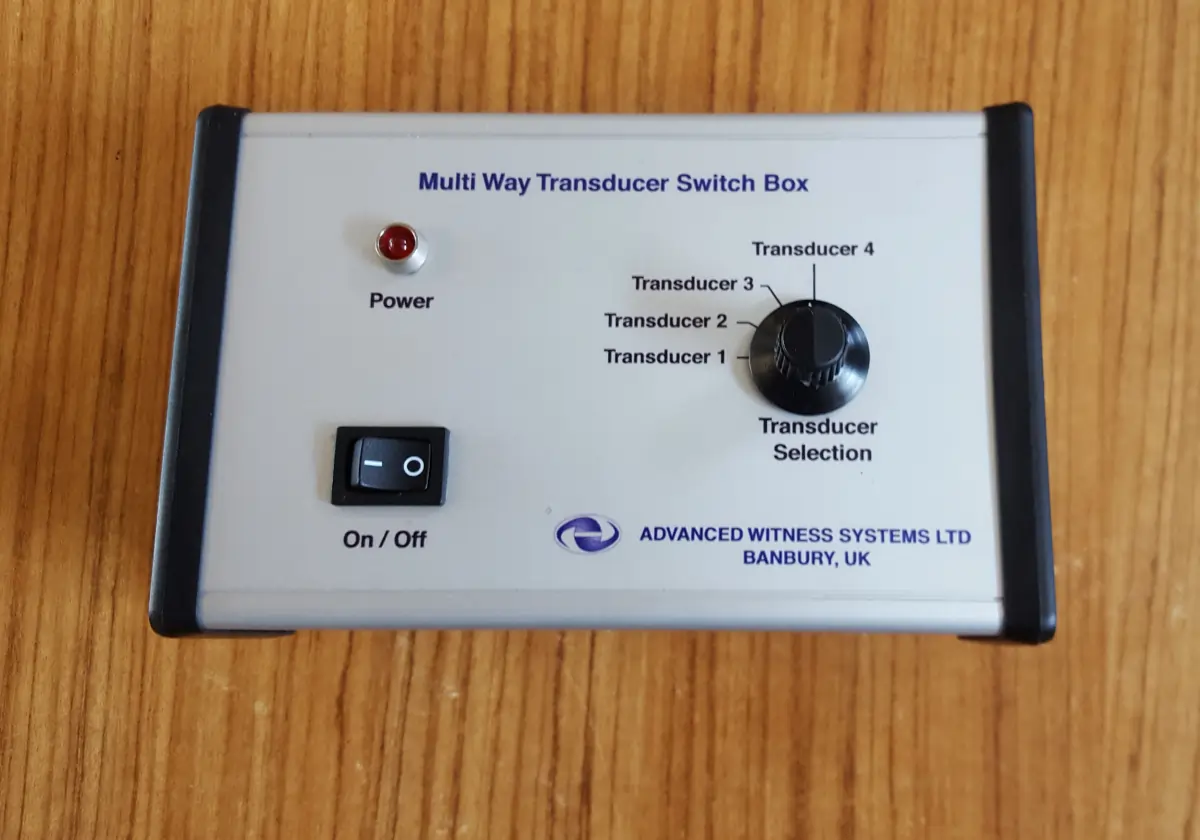 Multi Way Transducer Switch Box
Power
Transducer 4
Transducer 3
Transducer 2
Transducer 1
Transducer
Selection
On / Off
ADVANCED WITNESS SYSTEMS LTD
BANBURY, UK